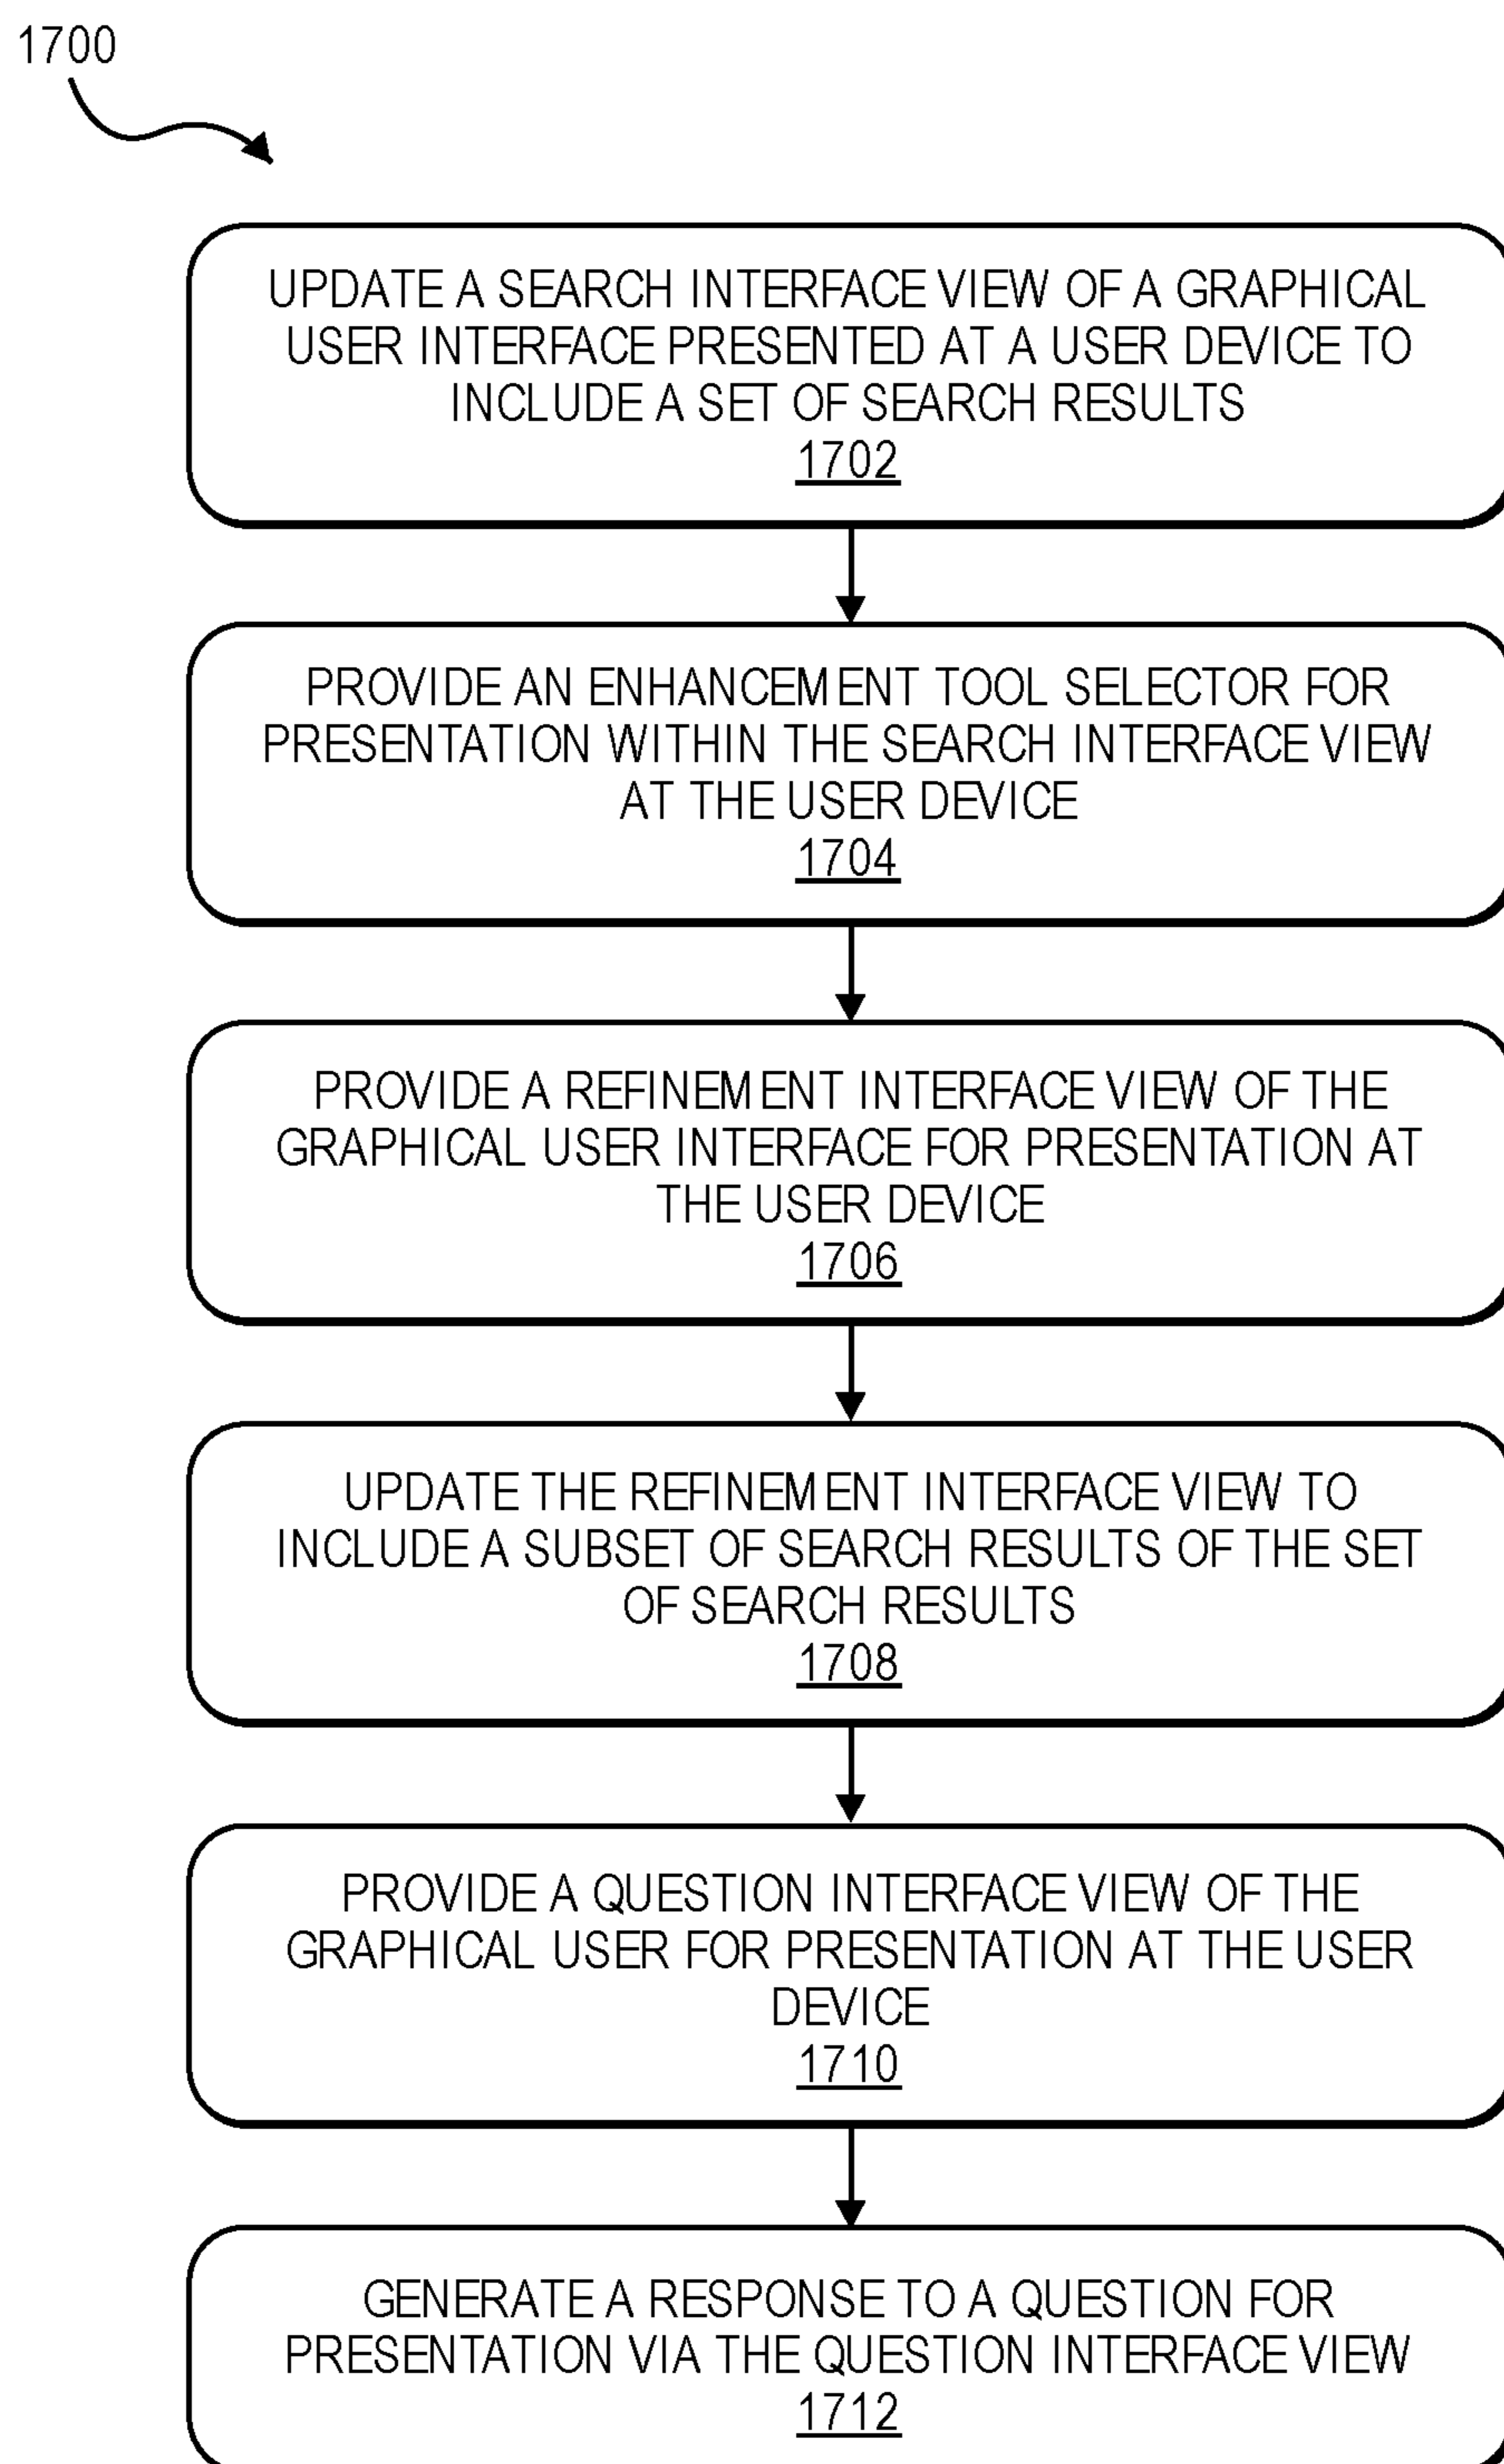 1700
UPDATE A SEARCH INTERFACE VIEW OF A GRAPHICAL
USER INTERFACE PRESENTED AT A USER DEVICE TO
INCLUDE A SET OF SEARCH RESULTS
1702
PROVIDE AN ENHANCEMENT TOOL SELECTOR FOR
PRESENTATION WITHIN THE SEARCH INTERFACE VIEW
AT THE USER DEVICE
1704
PROVIDE A REFINEMENT INTERFACE VIEW OF THE
GRAPHICAL USER INTERFACE FOR PRESENTATION AT
THE USER DEVICE
1706
UPDATE THE REFINEMENT INTERFACE VIEW TO
INCLUDE A SUBSET OF SEARCH RESULTS OF THE SET
OF SEARCH RESULTS
1708
PROVIDE A QUESTION INTERFACE VIEW OF THE
GRAPHICAL USER FOR PRESENTATION AT THE USER
DEVICE
1710
GENERATE A RESPONSE TO A QUESTION FOR
PRESENTATION VIA THE QUESTION INTERFACE VIEW
1712